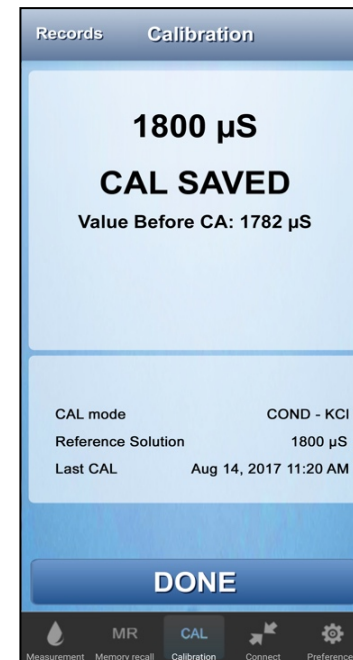 Records Calibration
1800 µS
CAL SAVED
Value Before CA: 1782 µS
CAL mode COND - KCl
Reference Solution 1800 µS
Last CAL Aug 14, 2017 11:20 AM
DONE
MR CAL
Measurement Memory recall Calibration Connect Preference